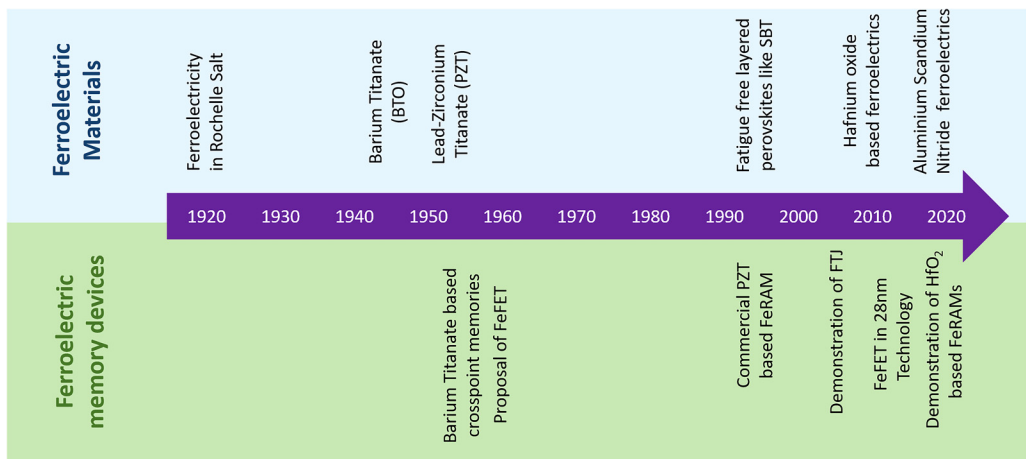 Ferroelectric
Materials
Ferroelectricity
in Rochelle Salt
Barium Titanate
(BTO)
Lead-Zirconium
Titanate (PZT)
Fatigue free layered
perovskites like SBT
Hafnium oxide
based ferroelectrics
Aluminium Scandium
Nitride ferroelectrics
1920 1930 1940 1950 1960 1970 1980 1990 2000 2010 2020
Ferroelectric
memory devices
Barium Titanate based
crosspoint memories
Proposal of FeFET
Commercial PZT
based FeRAM
Demonstration of FTJ
FeFET in 28nm
Technology
Demonstration of HfO₂
based FeRAMs